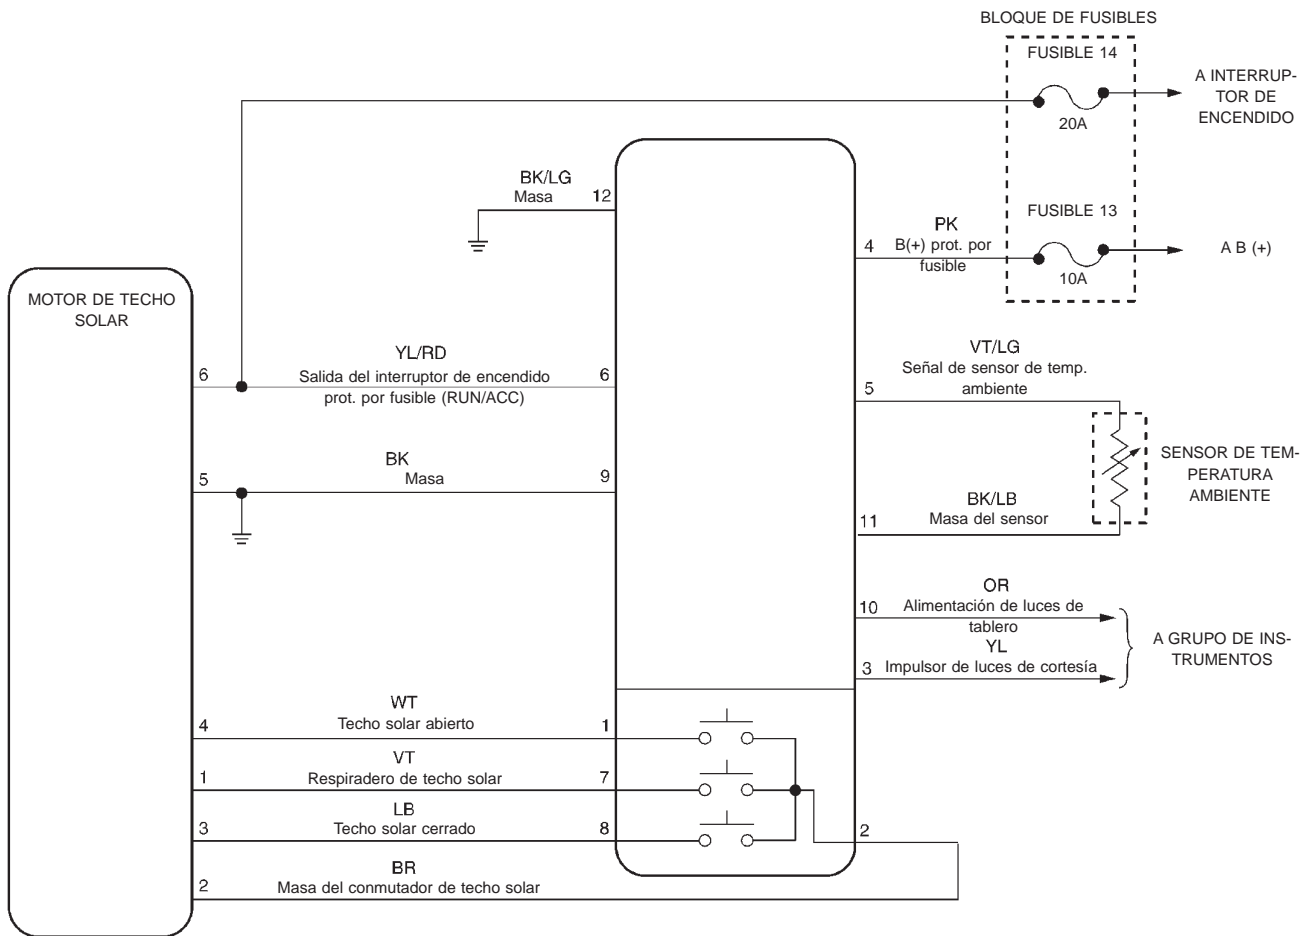 BLOQUE DE FUSIBLES
FUSIBLE 14
20A
A INTERRUP-
TOR DE
ENCENDIDO
BK/LG
Masa
12
FUSIBLE 13
10A
A B (+)
PK
4
B(+) prot. por
fusible
MOTOR DE TECHO
SOLAR
YL/RD
6
Salida del interruptor de encendido
prot. por fusible (RUN/ACC)
6
VT/LG
Señal de sensor de temp.
ambiente
5
BK
5
Masa
9
SENSOR DE TEM-
PERATURA
AMBIENTE
BK/LB
11
Masa del sensor
OR
10
Alimentación de luces de
tablero
YL
3
Impulsor de luces de cortesía
A GRUPO DE INS-
TRUMENTOS
WT
4
Techo solar abierto
1
VT
1
Respiradero de techo solar
7
LB
3
Techo solar cerrado
8
2
BR
2
Masa del conmutador de techo solar